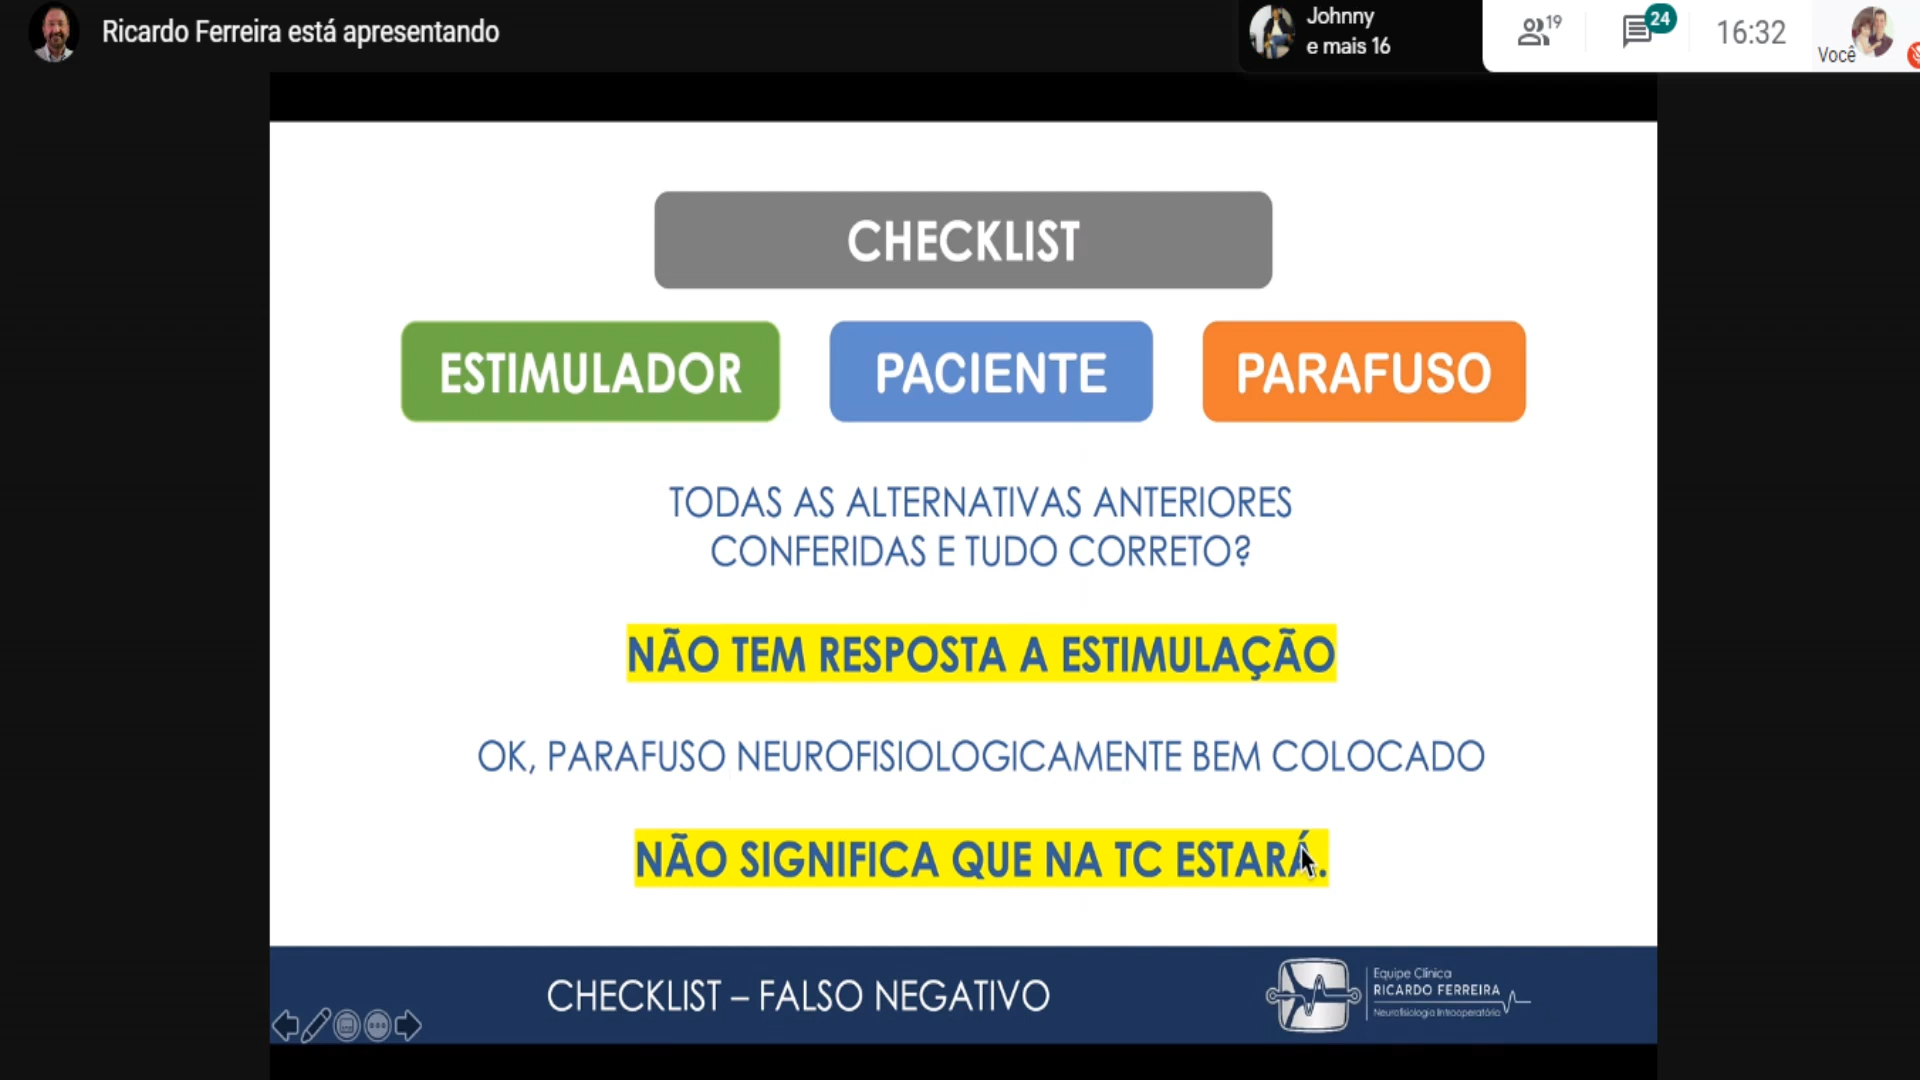 Ricardo Ferreira está apresentando
Johnny
e mais 16
19
24
16:32
Você
CHECKLIST
ESTIMULADOR
PACIENTE
PARAFUSO
TODAS AS ALTERNATIVAS ANTERIORES
CONFERIDAS E TUDO CORRETO?
NÃO TEM RESPOSTA A ESTIMULAÇÃO
OK, PARAFUSO NEUROFISIOLOGICAMENTE BEM COLOCADO
NÃO SIGNIFICA QUE NA TC ESTARÁ.
CHECKLIST – FALSO NEGATIVO
Equipe Clínica
RICARDO FERREIRA
Neurofisiologia Intraoperatória